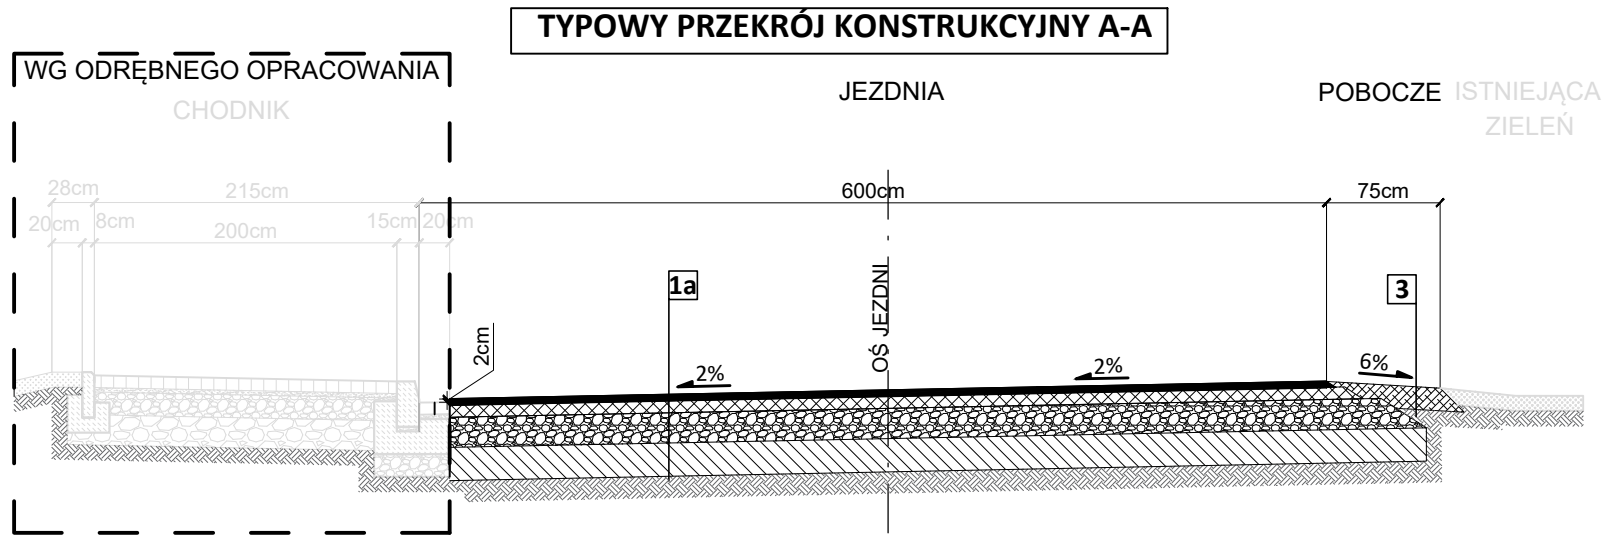 TYPOWY PRZEKRÓJ KONSTRUKCYJNY A-A
WG ODRĘBNEGO OPRACOWANIA
CHODNIK
JEZDNIA
POBOCZE
ISTNIEJĄCA
ZIELEŃ
28cm
215cm
600cm
75cm
20cm
8cm
200cm
15cm
20cm
1a
OŚ JEZDNI
3
2cm
2%
2%
6%